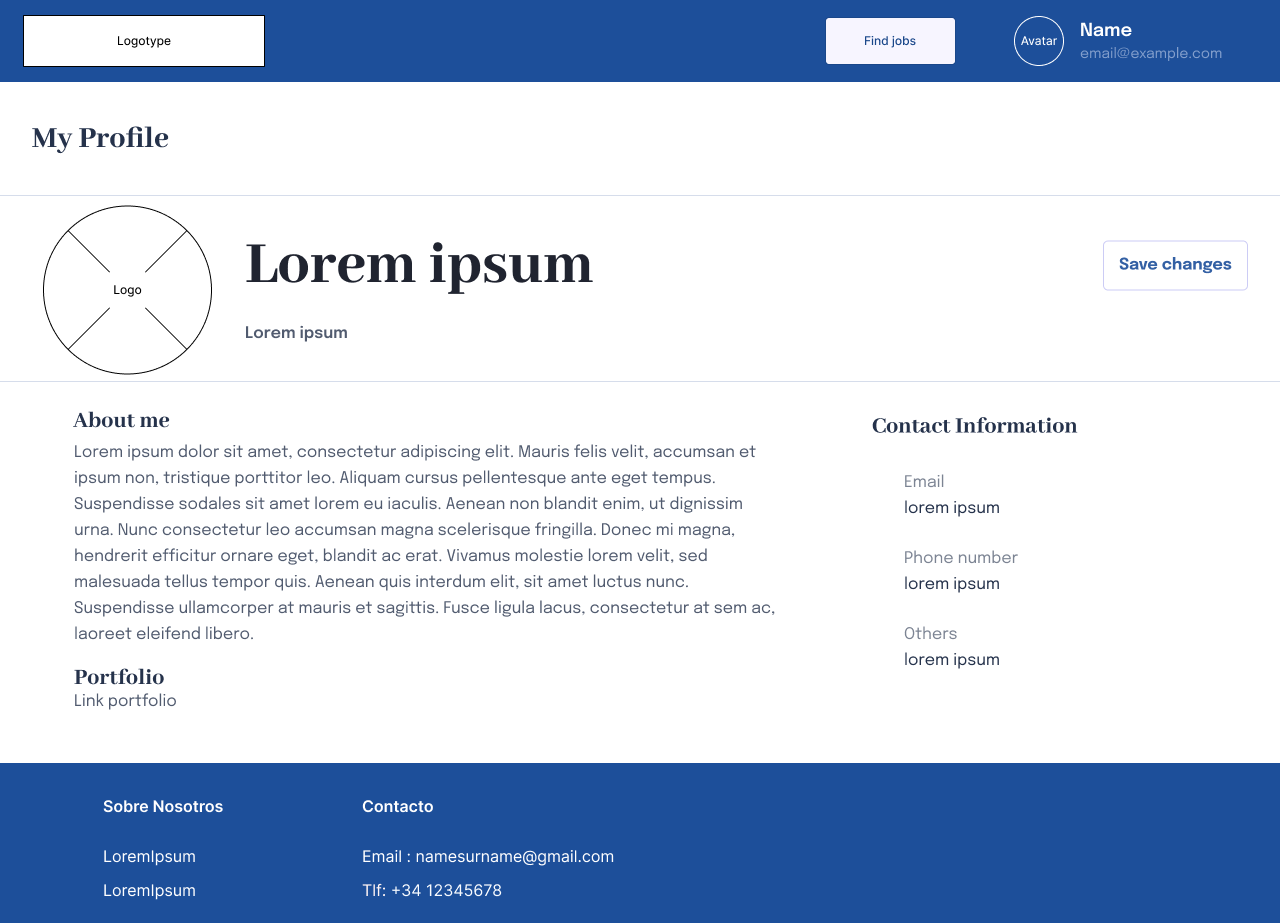 Logotype
Find jobs
Avatar
Name
email@example.com
My Profile
Logo
Lorem ipsum
Save changes
Lorem ipsum
About me
Lorem ipsum dolor sit amet, consectetur adipiscing elit. Mauris felis velit, accumsan et
ipsum non, tristique porttitor leo. Aliquam cursus pellentesque ante eget tempus.
Suspendisse sodales sit amet lorem eu iaculis. Aenean non blandit enim, ut dignissim
urna. Nunc consectetur leo accumsan magna scelerisque fringilla. Donec mi magna,
hendrerit efficitur ornare eget, blandit ac erat. Vivamus molestie lorem velit, sed
malesuada tellus tempor quis. Aenean quis interdum elit, sit amet luctus nunc.
Suspendisse ullamcorper at mauris et sagittis. Fusce ligula lacus, consectetur at sem ac,
laoreet eleifend libero.
Portfolio
Link portfolio
Contact Information
Email
lorem ipsum
Phone number
lorem ipsum
Others
lorem ipsum
Sobre Nosotros
LoremIpsum
LoremIpsum
Contacto
Email : namesurname@gmail.com
Tlf: +34 12345678